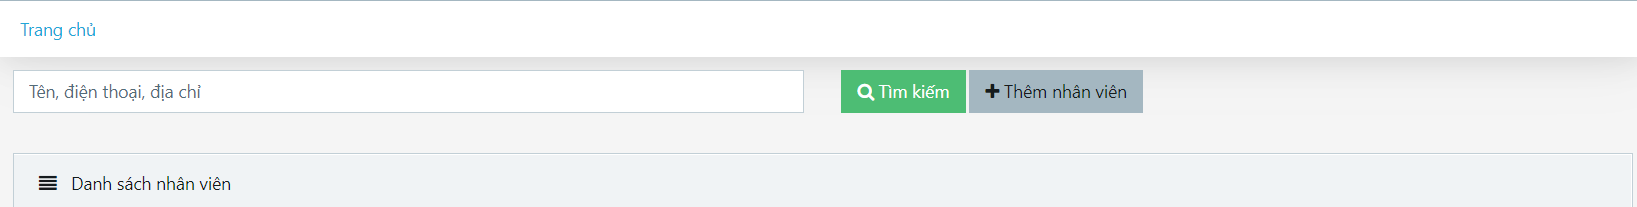 Trang chủ
Tên, điện thoại, địa chỉ
Tìm kiếm
Thêm nhân viên
Danh sách nhân viên